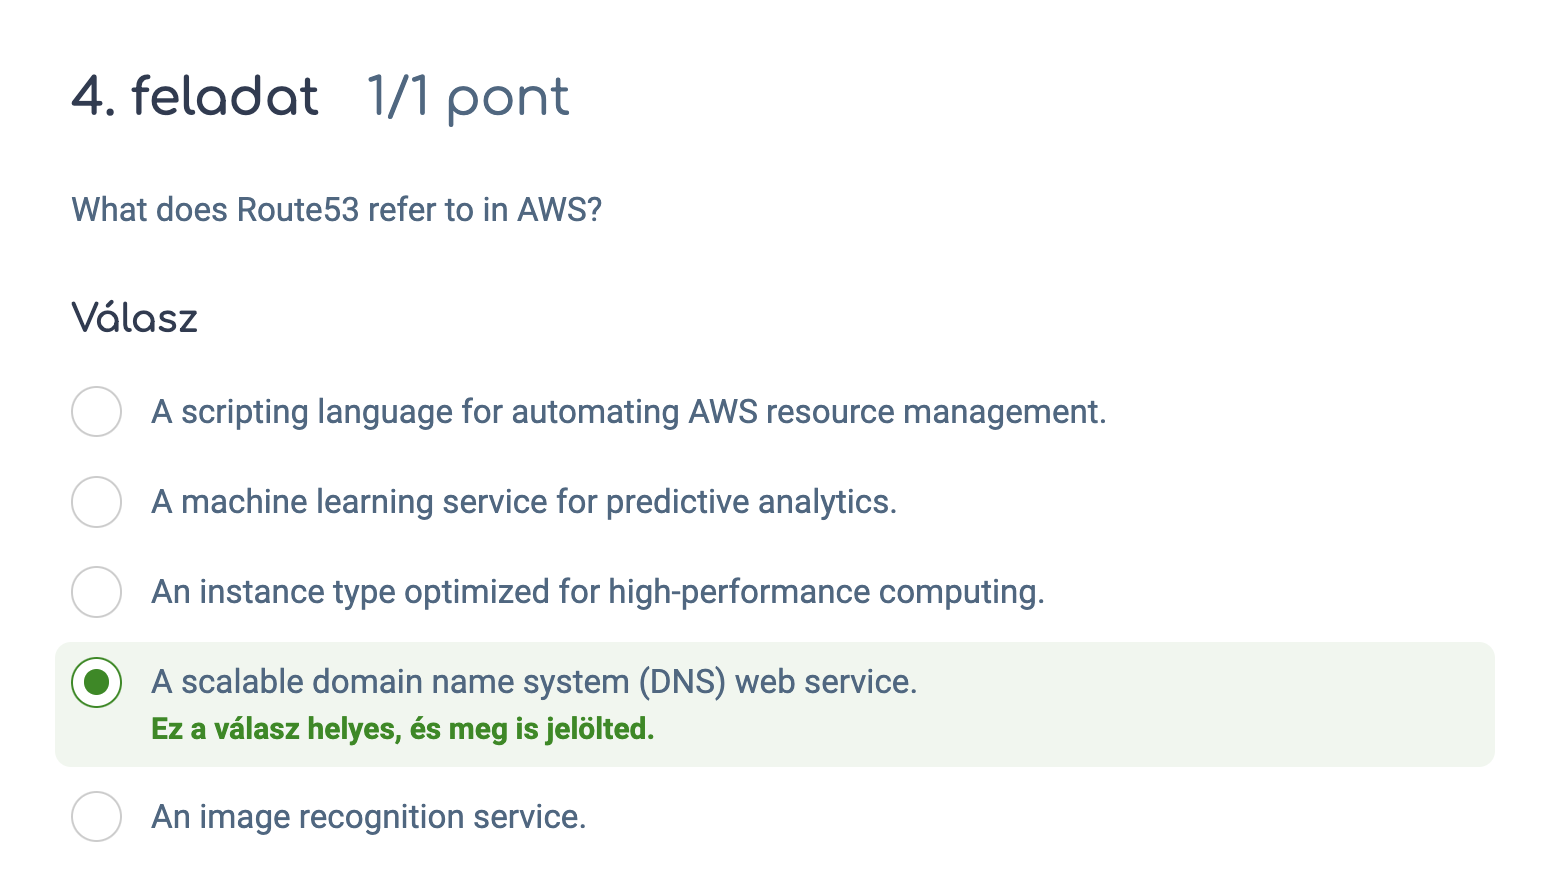 4. feladat 1/1 pont
What does Route53 refer to in AWS?
Válasz
A scripting language for automating AWS resource management.
A machine learning service for predictive analytics.
An instance type optimized for high-performance computing.
A scalable domain name system (DNS) web service.
Ez a válasz helyes, és meg is jelölted.
An image recognition service.